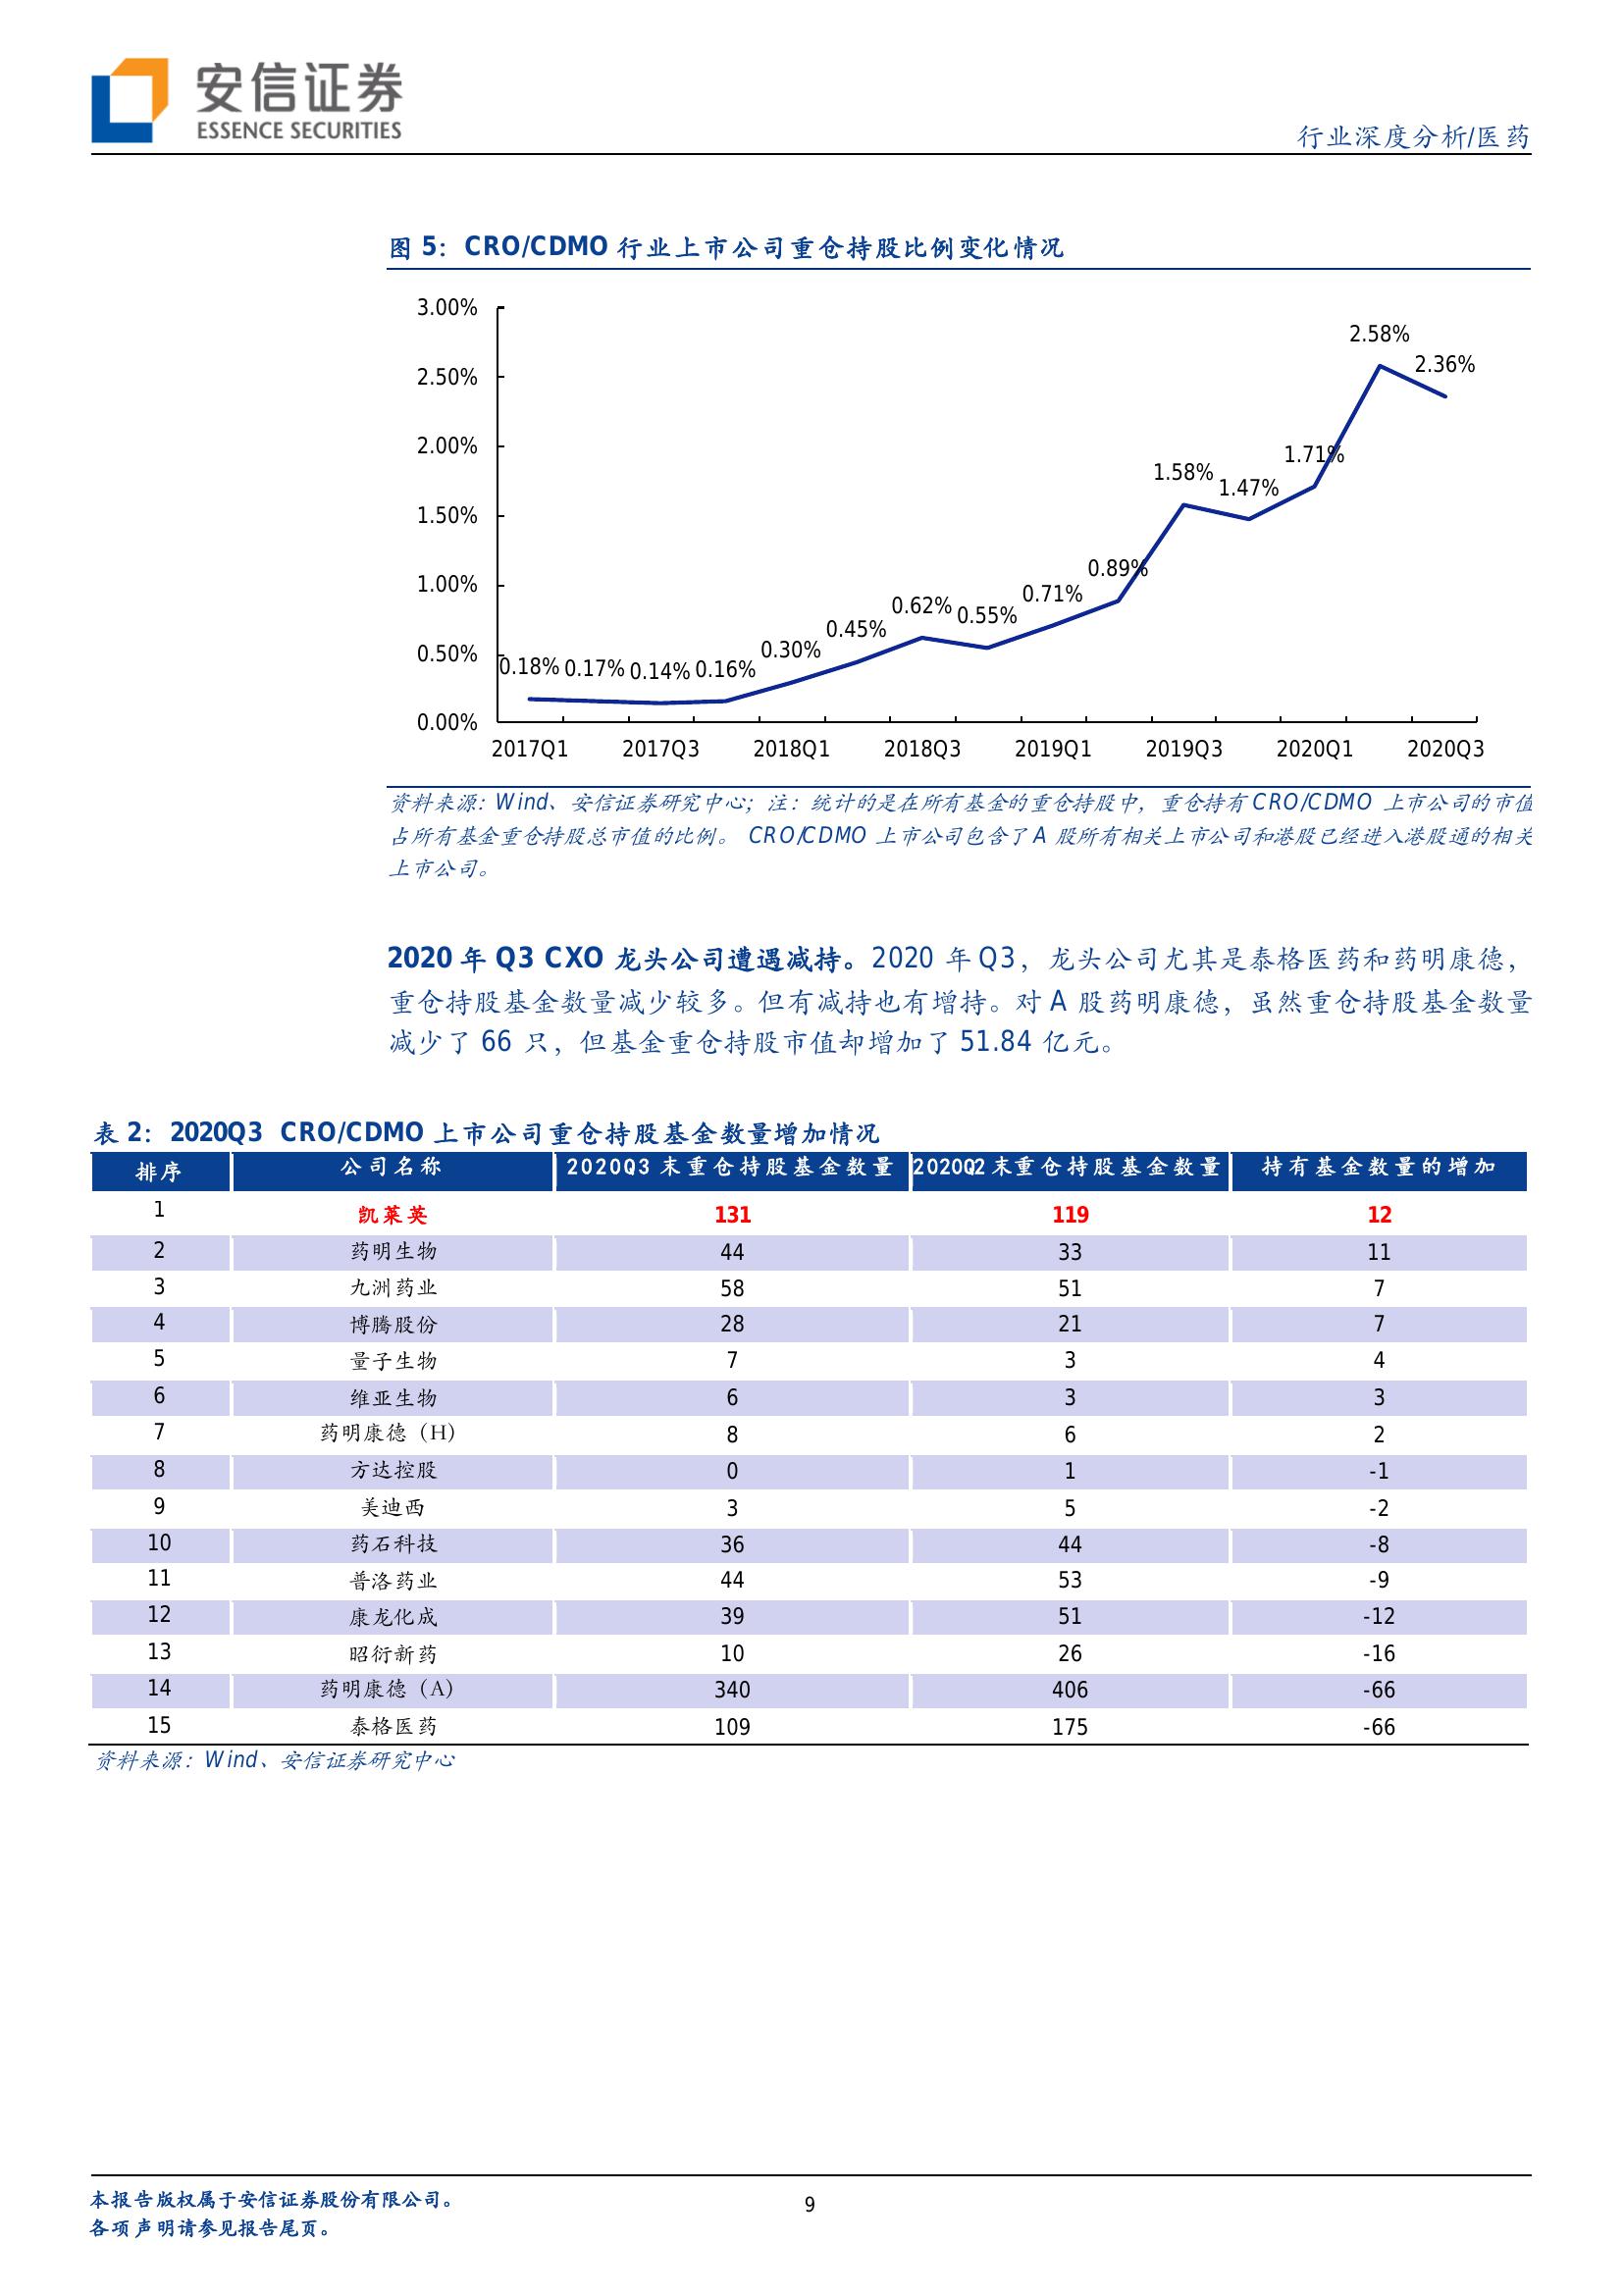 安信证券
ESSENCE SECURITIES
行业深度分析/医药
图 5：CRO/CDMO 行业上市公司重仓持股比例变化情况
3.00%
2.50%
2.00%
1.50%
1.00%
0.50%
0.00%
0.18% 0.17% 0.14% 0.16% 0.30% 0.45% 0.62% 0.55% 0.71% 0.89% 1.58% 1.47% 1.71% 2.58% 2.36%
2017Q1 2017Q3 2018Q1 2018Q3 2019Q1 2019Q3 2020Q1 2020Q3
资料来源：Wind、安信证券研究中心；注：统计的是在所有基金的重仓持股中，重仓持有 CRO/CDMO 上市公司的市值
占所有基金重仓持股总市值的比例。 CRO/CDMO 上市公司包含了 A 股所有相关上市公司和港股已经进入港股通的相关
上市公司。
2020 年 Q3 CXO 龙头公司遭遇减持。2020 年 Q3，龙头公司尤其是泰格医药和药明康德，
重仓持股基金数量减少较多。但有减持也有增持。对 A 股药明康德，虽然重仓持股基金数量
减少了 66 只，但基金重仓持股市值却增加了 51.84 亿元。
表 2：2020Q3 CRO/CDMO 上市公司重仓持股基金数量增加情况
排序 公司名称 2020Q3 末重仓持股基金数量 2020Q2 末重仓持股基金数量 持有基金数量的增加
1 凯莱英 131 119 12
2 药明生物 44 33 11
3 九洲药业 58 51 7
4 博腾股份 28 21 7
5 量子生物 7 3 4
6 维亚生物 6 3 3
7 药明康德（H） 8 6 2
8 方达控股 0 1 -1
9 美迪西 3 5 -2
10 药石科技 36 44 -8
11 普洛药业 44 53 -9
12 康龙化成 39 51 -12
13 昭衍新药 10 26 -16
14 药明康德（A） 340 406 -66
15 泰格医药 109 175 -66
资料来源：Wind、安信证券研究中心
本报告版权属于安信证券股份有限公司。
各项声明请参见报告尾页。
9